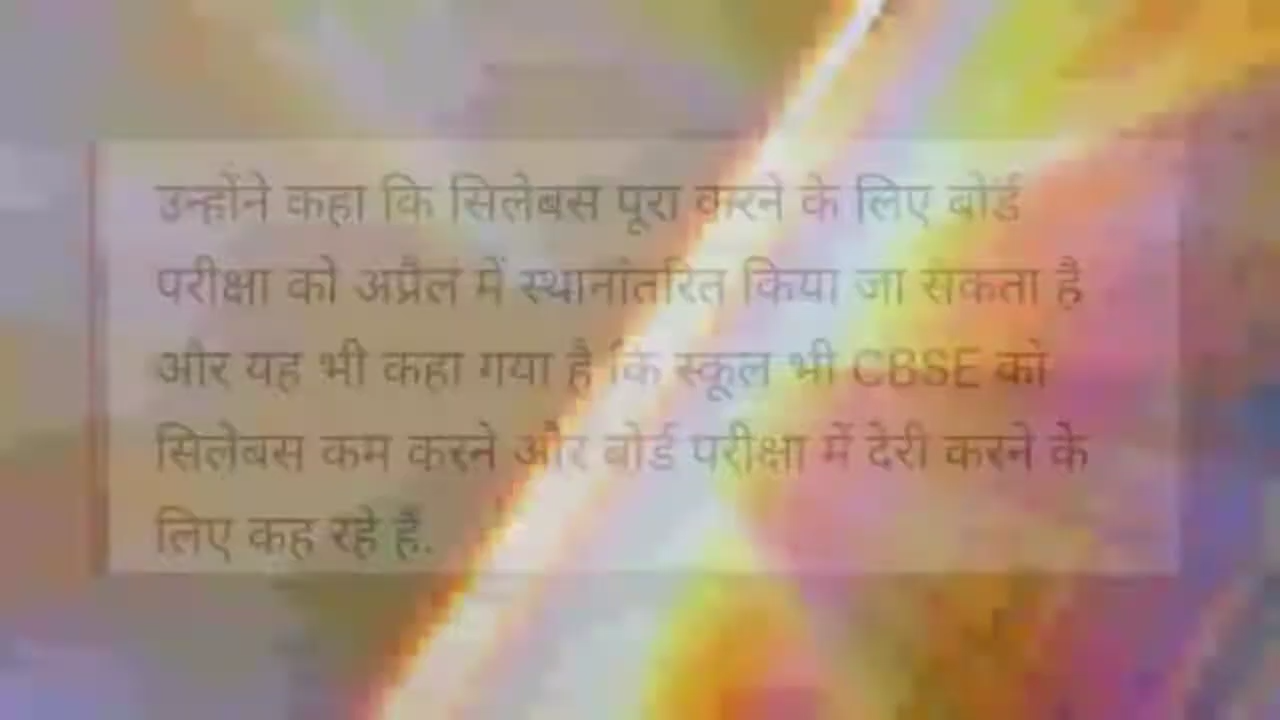 उन्होंने कहा कि सिलेबस पूरा करने के लिए बोर्ड
परीक्षा को अप्रैल में स्थानांतरित किया जा सकता है
और यह भी कहा गया है कि स्कूल भी CBSE को
सिलेबस कम करने और बोर्ड परीक्षा में देरी करने के
लिए कह रहे हैं.